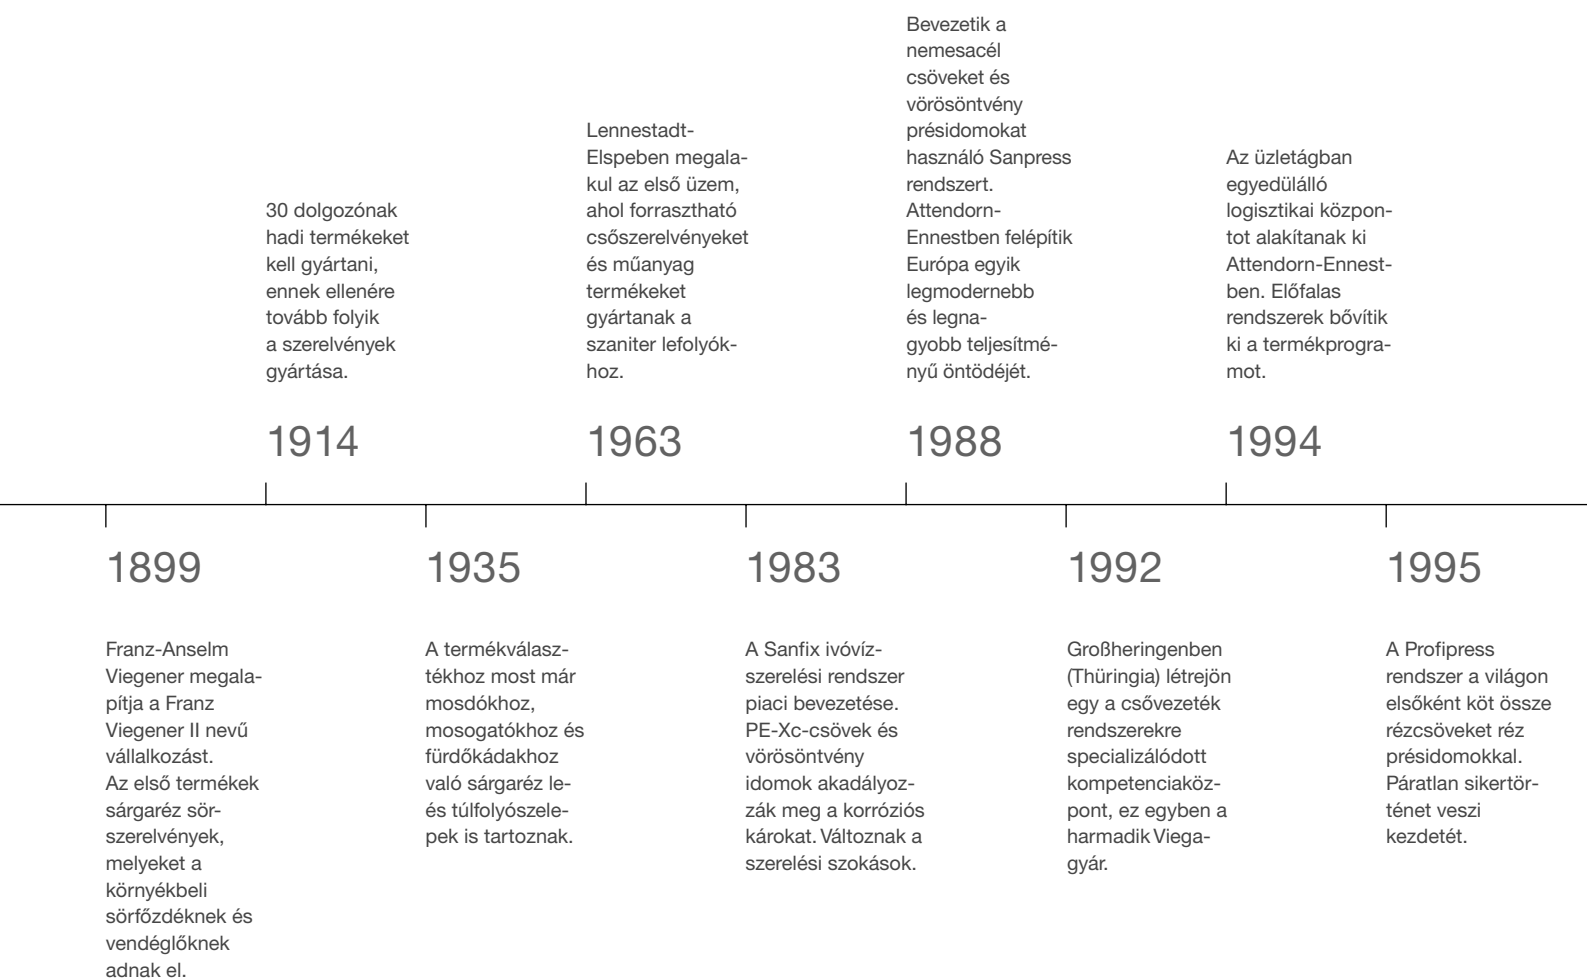 30 dolgozónak
hadi termékeket
kell gyártani,
ennek ellenére
tovább folyik
a szerelvények
gyártása.
1914
Lennestadt-
Elspeben megala-
kul az első üzem,
ahol forrasztható
csőszerelvényeket
és műanyag
termékeket
gyártanak a
szaniter lefolyók-
hoz.
1963
Bevezetik a
nemesacél
csöveket és
vörösöntvény
présidomokat
használó Sanpress
rendszert.
Attendorn-
Ennestben felépítik
Európa egyik
legmodernebb
és legna-
gyobb teljesítmé-
nyű öntödéjét.
1988
Az üzletágban
egyedülálló
logisztikai közpon-
tot alakítanak ki
Attendorn-Ennest-
ben. Előfalas
rendszerek bővítik
ki a termékprogra-
mot.
1994
1899
Franz-Anselm
Viegener megala-
pítja a Franz
Viegener II nevű
vállalkozást.
Az első termékek
sárgaréz sör-
szerelvények,
melyeket a
környékbeli
sörfőzdéknek és
vendéglőknek
adnak el.
1935
A termékválasz-
tékhoz most már
mosdókhoz,
mosogatókhoz és
fürdőkádakhoz
való sárgaréz le-
és túlfolyószele-
pek is tartoznak.
1983
A Sanfix ivóvíz-
szerelési rendszer
piaci bevezetése.
PE-Xc-csövek és
vörösöntvény
idomok akadályoz-
zák meg a korróziós
károkat. Változnak a
szerelési szokások.
1992
Großheringenben
(Thüringia) létrejön
egy a csővezeték
rendszerekre
specializálódott
kompetenciaköz-
pont, ez egyben a
harmadik Viega-
gyár.
1995
A Profipress
rendszer a világon
elsőként köt össze
rézcsöveket réz
présidomokkal.
Páratlan sikertör-
ténet veszi
kezdetét.